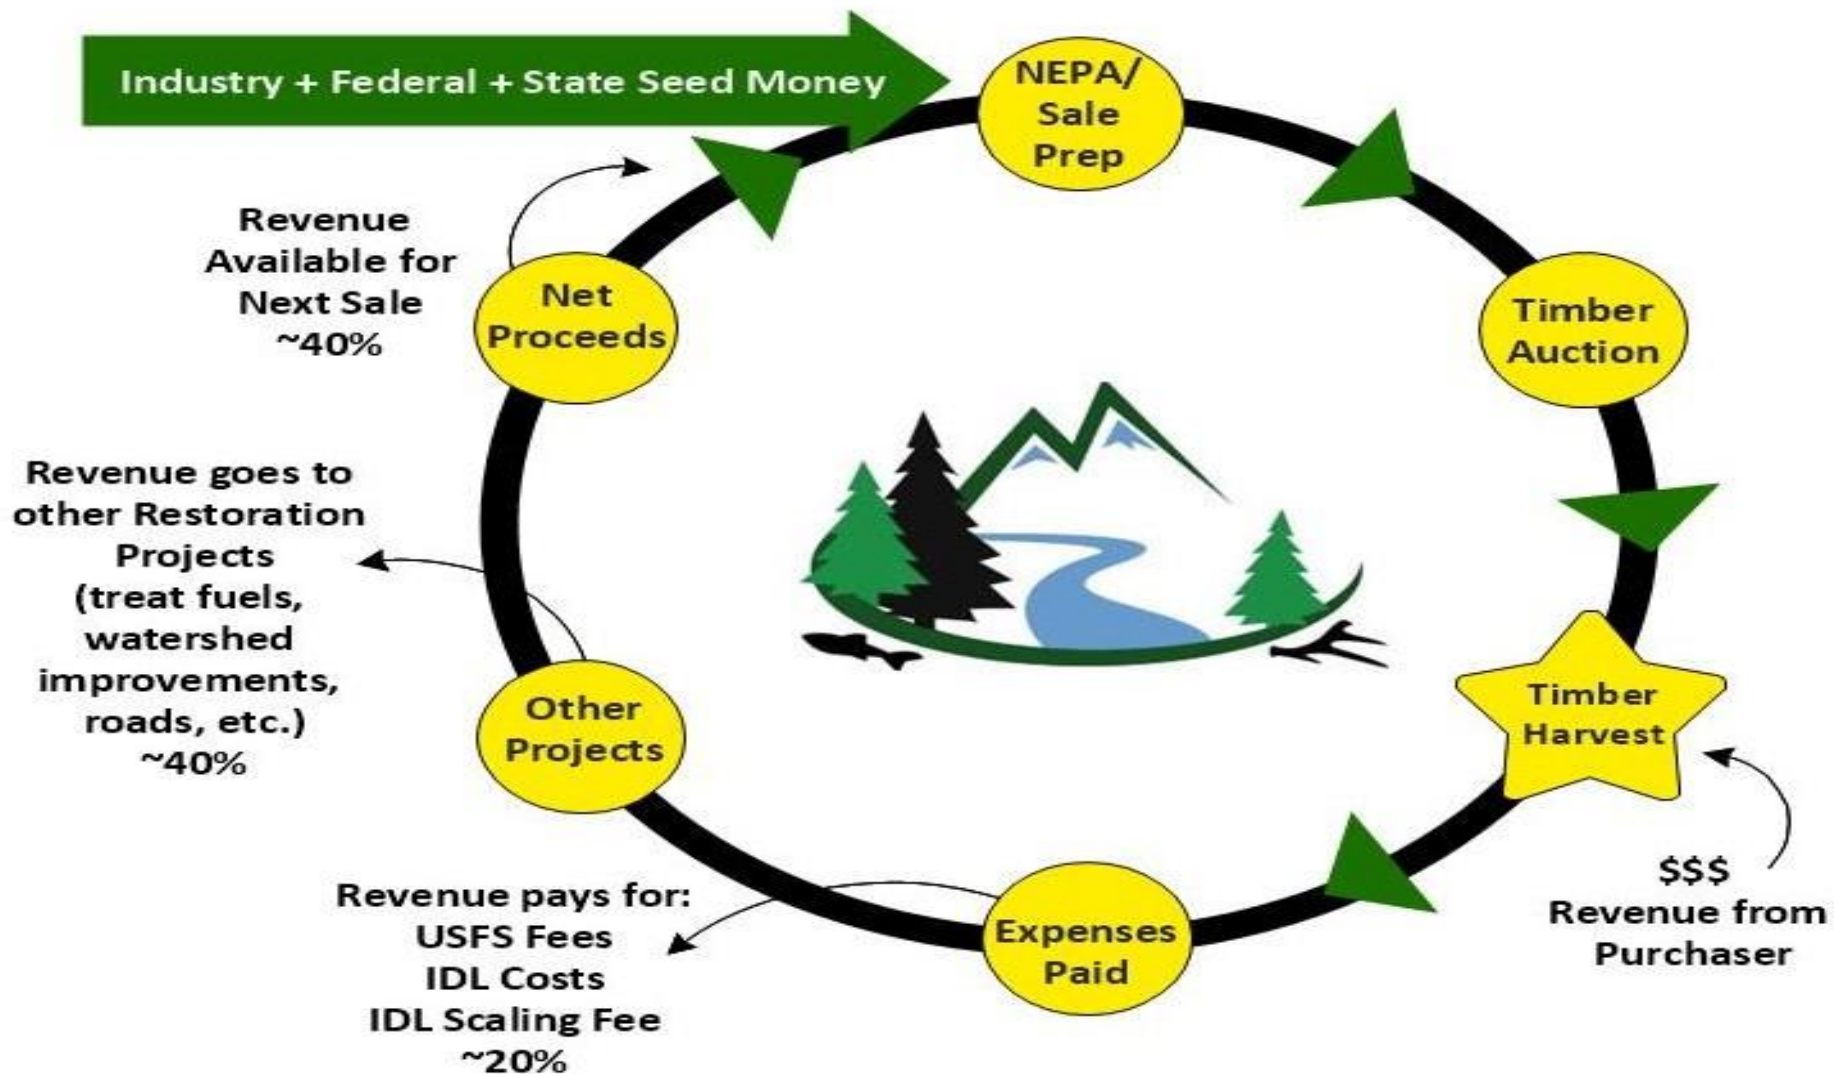 Industry + Federal + State Seed Money
NEPA/
Sale
Prep
Timber
Auction
Timber
Harvest
$$$
Revenue from
Purchaser
Expenses
Paid
Revenue pays for:
USFS Fees
IDL Costs
IDL Scaling Fee
~20%
Other
Projects
Revenue goes to
other Restoration
Projects
(treat fuels,
watershed
improvements,
roads, etc.)
~40%
Net
Proceeds
Revenue
Available for
Next Sale
~40%